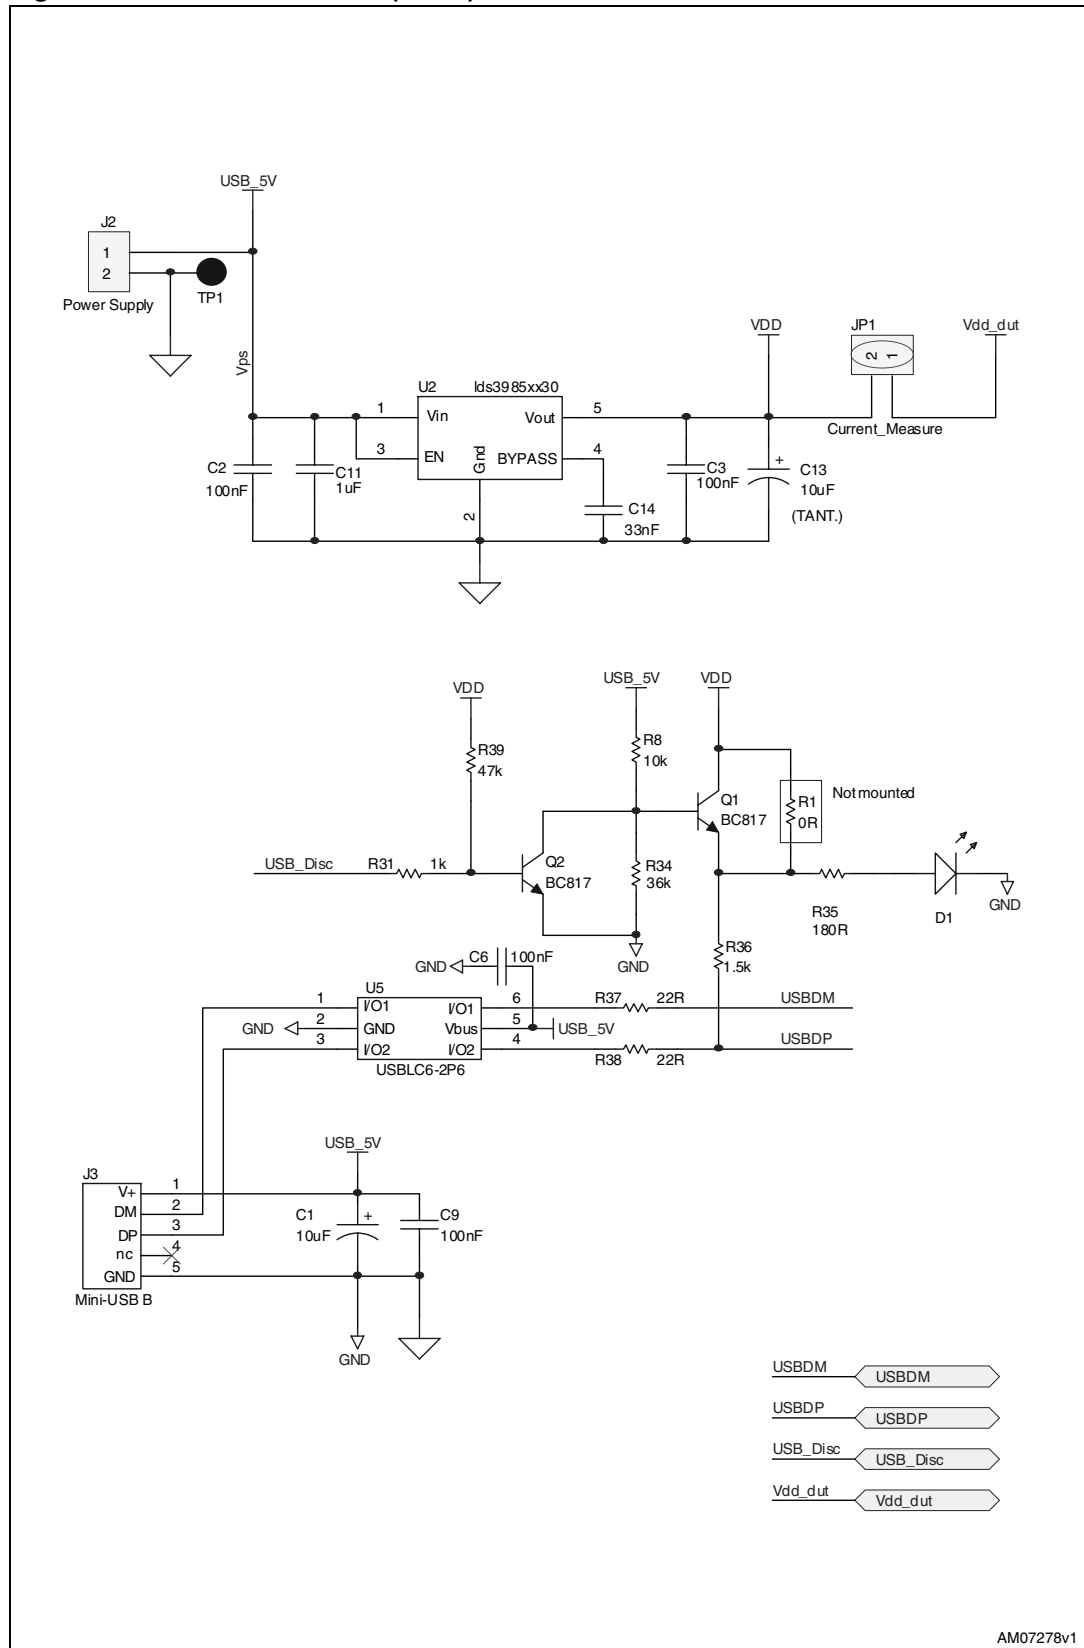 USB_5V
J2
1
2
Power Supply
TP1
Vps
VDD
JP1
2
1
Vdd_dut
Current_Measure
U2
lds3985xx30
1
Vin
Vout
5
3
EN
Gnd
BYPASS
4
2
C2
100nF
C11
1uF
C14
33nF
C3
100nF
+
C13
10uF
(TANT.)
USB_5V
VDD
VDD
R39
47k
R8
10k
Q1
BC817
R1
0R
Not mounted
USB_Disc
R31
1k
Q2
BC817
R34
36k
R35
180R
D1
GND
GND
R36
1.5k
GND
C6
100nF
U5
1
I/O1
I/O1
6
R37
22R
USBDM
GND
2
GND
Vbus
5
USB_5V
3
I/O2
I/O2
4
R38
22R
USBDP
USBLC6-2P6
USB_5V
J3
V+
1
DM
2
DP
3
nc
4
GND
5
Mini-USB B
C1
10uF
+
C9
100nF
GND
USBDM
USBDM
USBDP
USBDP
USB_Disc
USB_Disc
Vdd_dut
Vdd_dut
AM07278v1